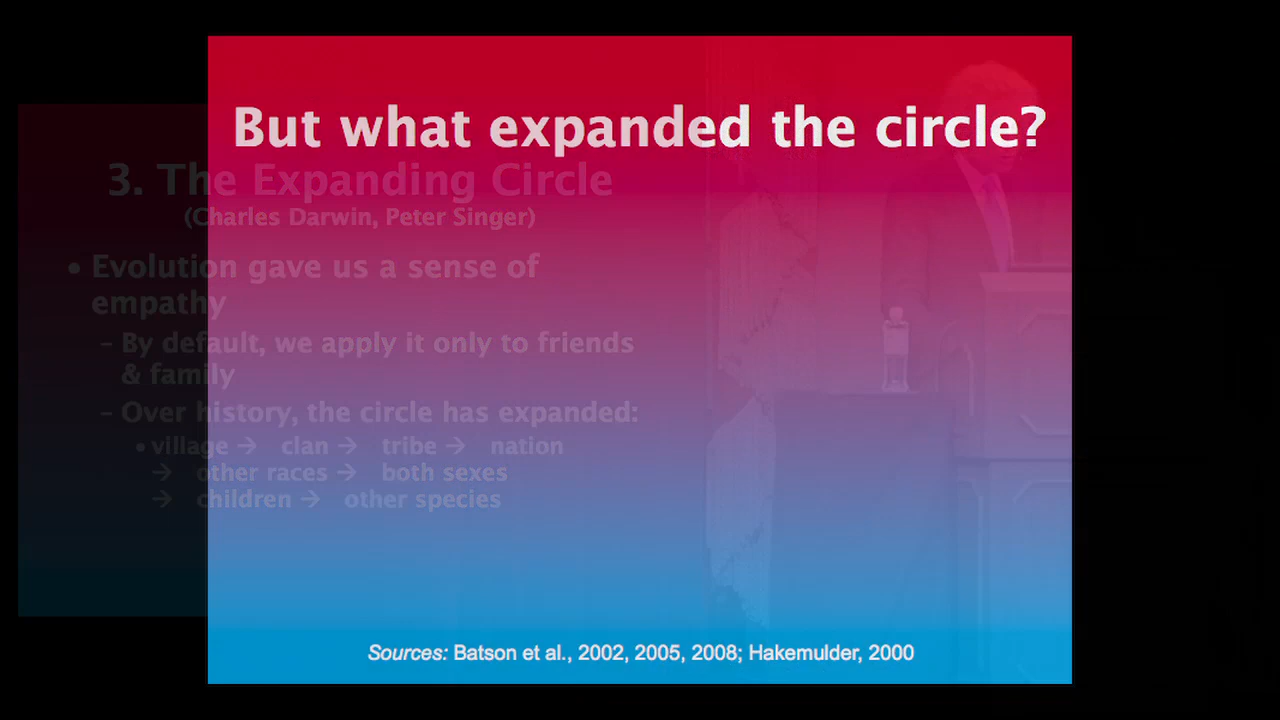 But what expanded the circle?
3. The Expanding Circle
(Charles Darwin, Peter Singer)
• Evolution gave us a sense of
empathy
– By default, we apply it only to friends
& family
– Over history, the circle has expanded:
• village → clan → tribe → nation
→ other races → both sexes
→ children → other species
Sources: Batson et al., 2002, 2005, 2008; Hakemulder, 2000